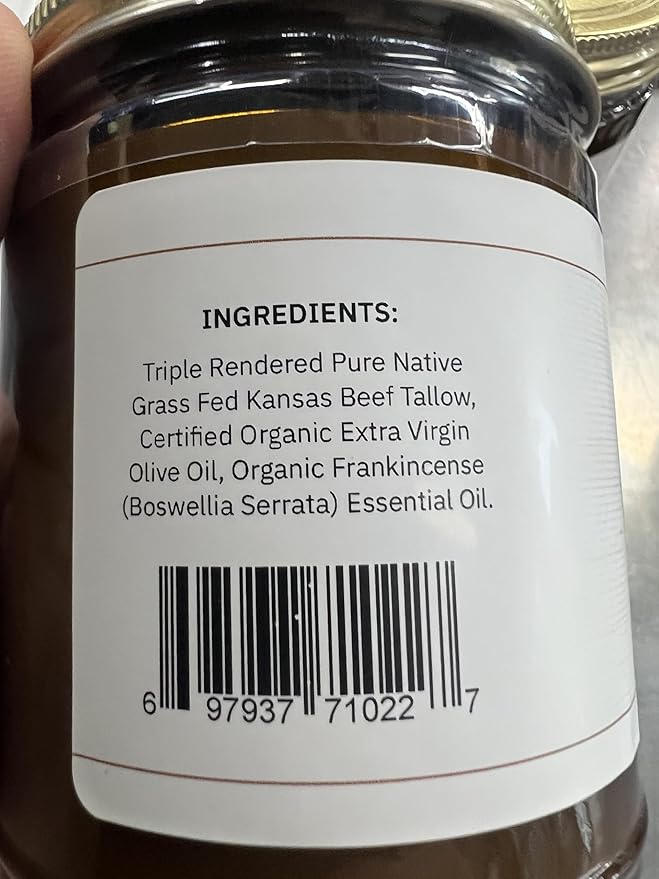 INGREDIENTS:
Triple Rendered Pure Native
Grass Fed Kansas Beef Tallow,
Certified Organic Extra Virgin
Olive Oil, Organic Frankincense
(Boswellia Serrata) Essential Oil.
6 97937 71022 7